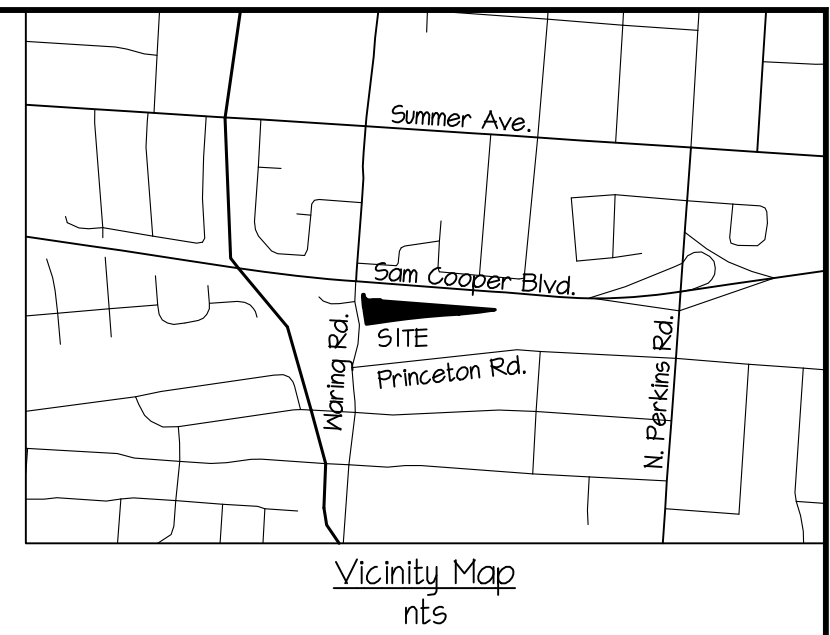 Summer Ave.
Sam Cooper Blvd.
SITE
Waring Rd.
Princeton Rd.
N. Perkins Rd.
Vicinity Map
nts